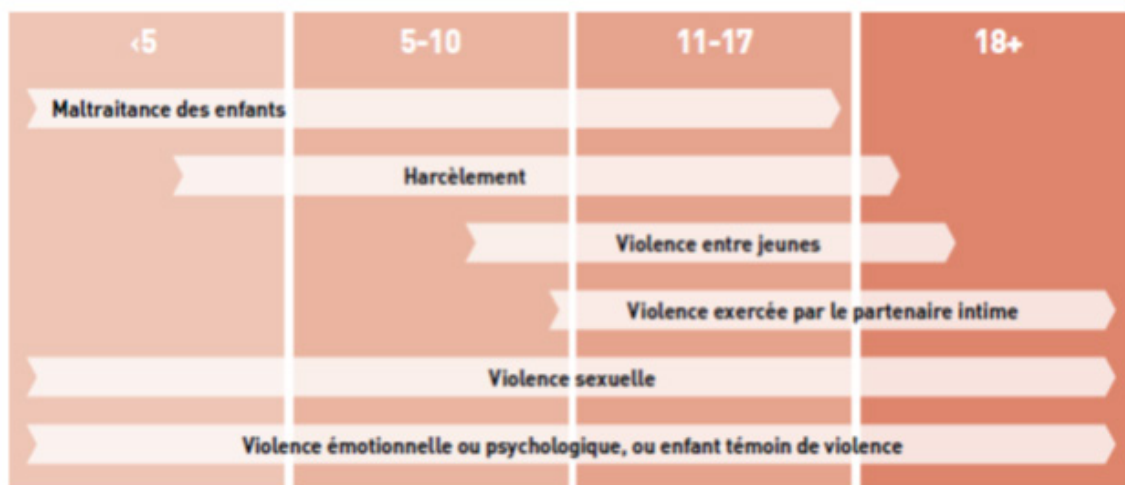 <5 5-10 11-17 18+
Maltraitance des enfants
Harcèlement
Violence entre jeunes
Violence exercée par le partenaire intime
Violence sexuelle
Violence émotionnelle ou psychologique, ou enfant témoin de violence